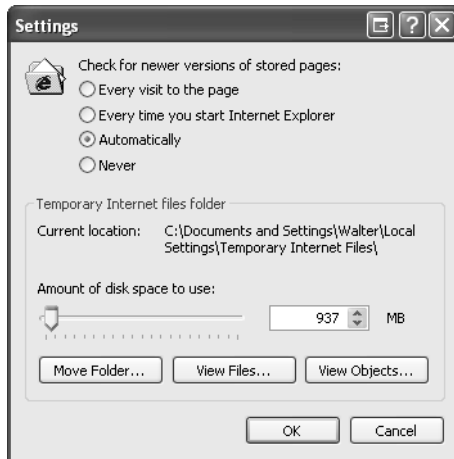 Settings
Check for newer versions of stored pages:
Every visit to the page
Every time you start Internet Explorer
Automatically
Never
Temporary Internet files folder
Current location: C:\Documents and Settings\Walter\Local
Settings\Temporary Internet Files\
Amount of disk space to use:
937 MB
Move Folder... View Files... View Objects...
OK Cancel